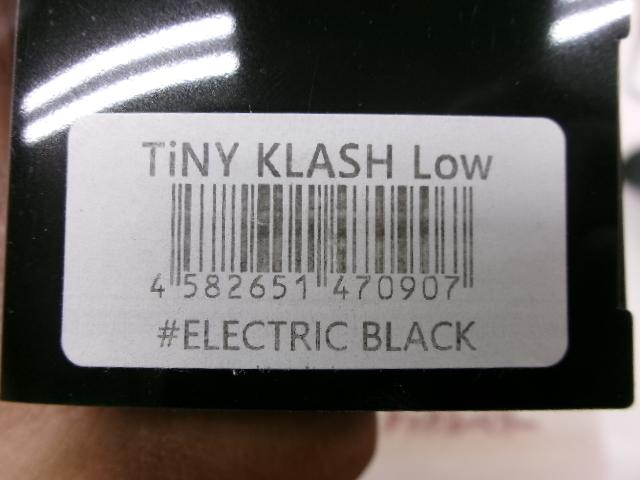 TiNY KLASH Low
4 582651 470907
#ELECTRIC BLACK